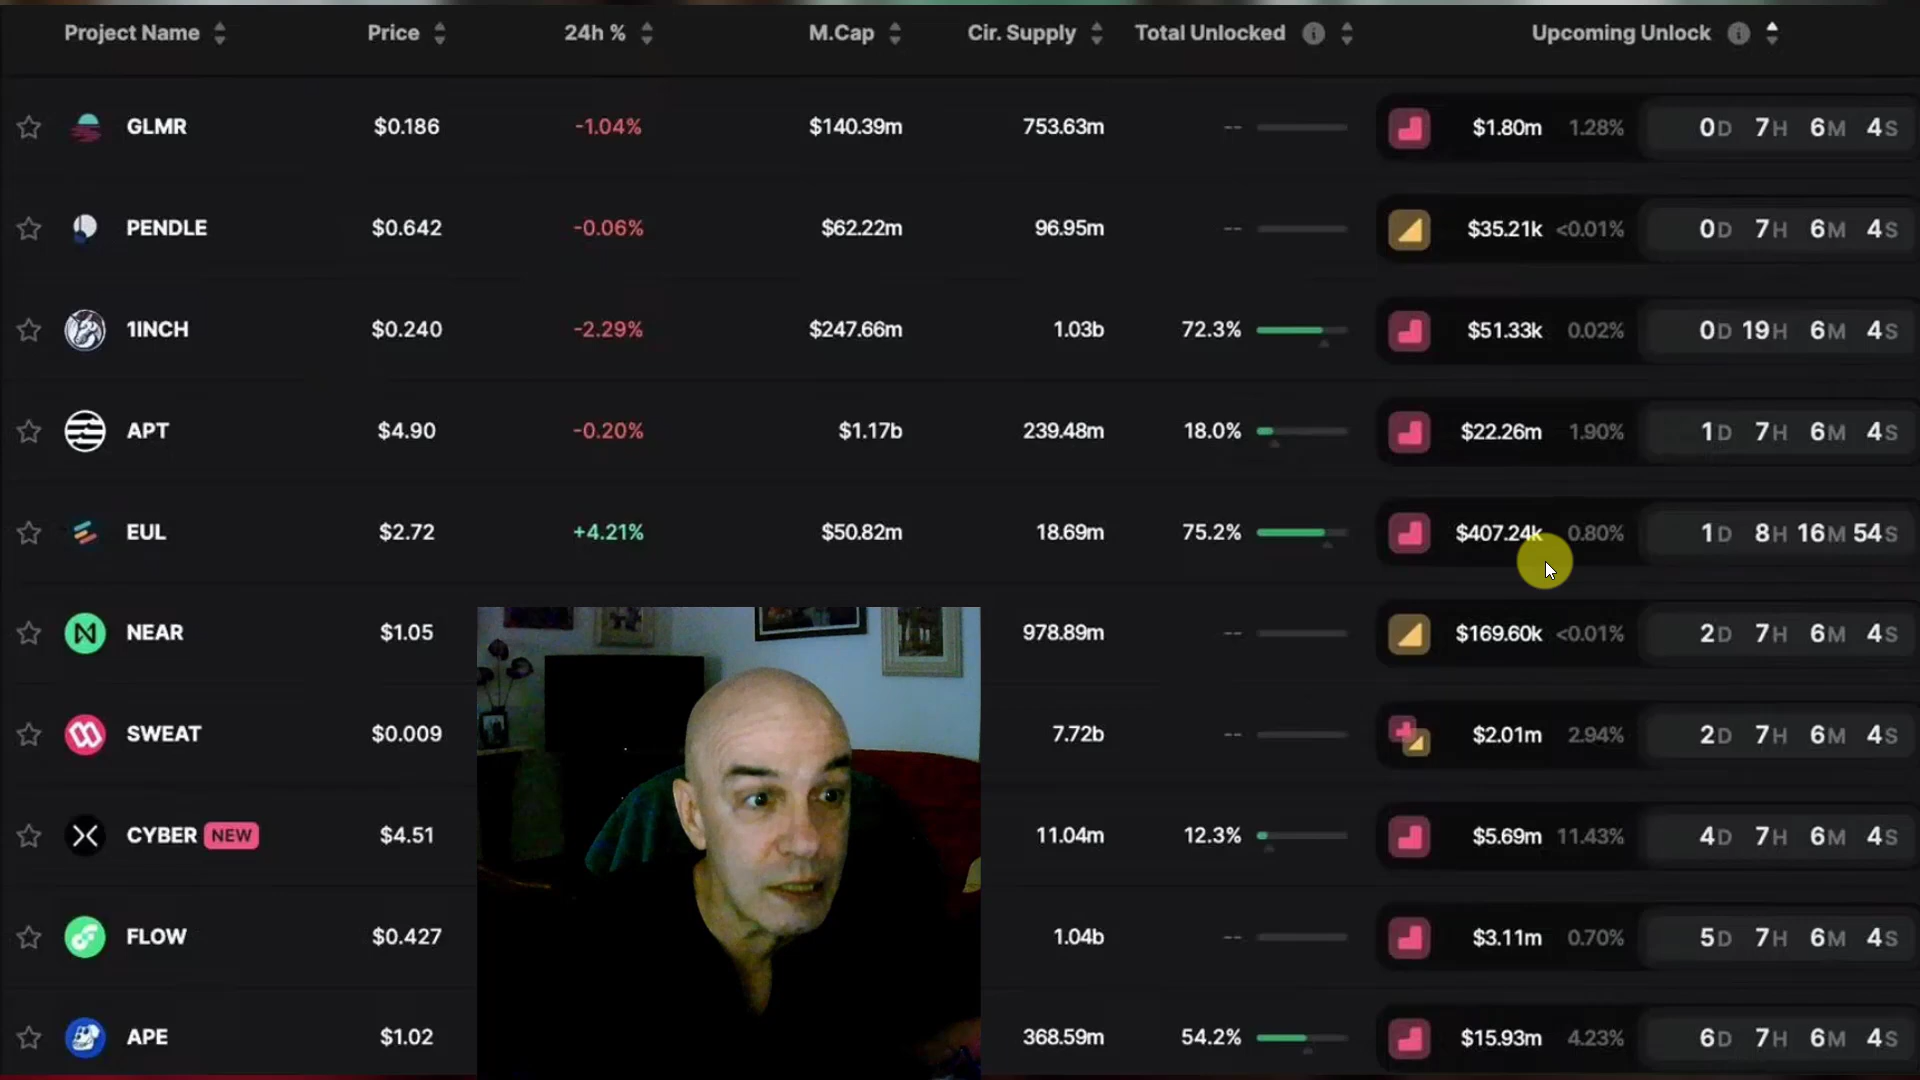 Project Name Price 24h % M.Cap Cir. Supply Total Unlocked Upcoming Unlock
GLMR $0.186 -1.04% $140.39m 753.63m -- $1.80m 1.28% 0D 7H 6M 4S
PENDLE $0.642 -0.06% $62.22m 96.95m -- $35.21k <0.01% 0D 7H 6M 4S
1INCH $0.240 -2.29% $247.66m 1.03b 72.3% $51.33k 0.02% 0D 19H 6M 4S
APT $4.90 -0.20% $1.17b 239.48m 18.0% $22.26m 1.90% 1D 7H 6M 4S
EUL $2.72 +4.21% $50.82m 18.69m 75.2% $407.24k 0.80% 1D 8H 16M 54S
NEAR $1.05 978.89m -- $169.60k <0.01% 2D 7H 6M 4S
SWEAT $0.009 7.72b -- $2.01m 2.94% 2D 7H 6M 4S
CYBER NEW $4.51 11.04m 12.3% $5.69m 11.43% 4D 7H 6M 4S
FLOW $0.427 1.04b -- $3.11m 0.70% 5D 7H 6M 4S
APE $1.02 368.59m 54.2% $15.93m 4.23% 6D 7H 6M 4S